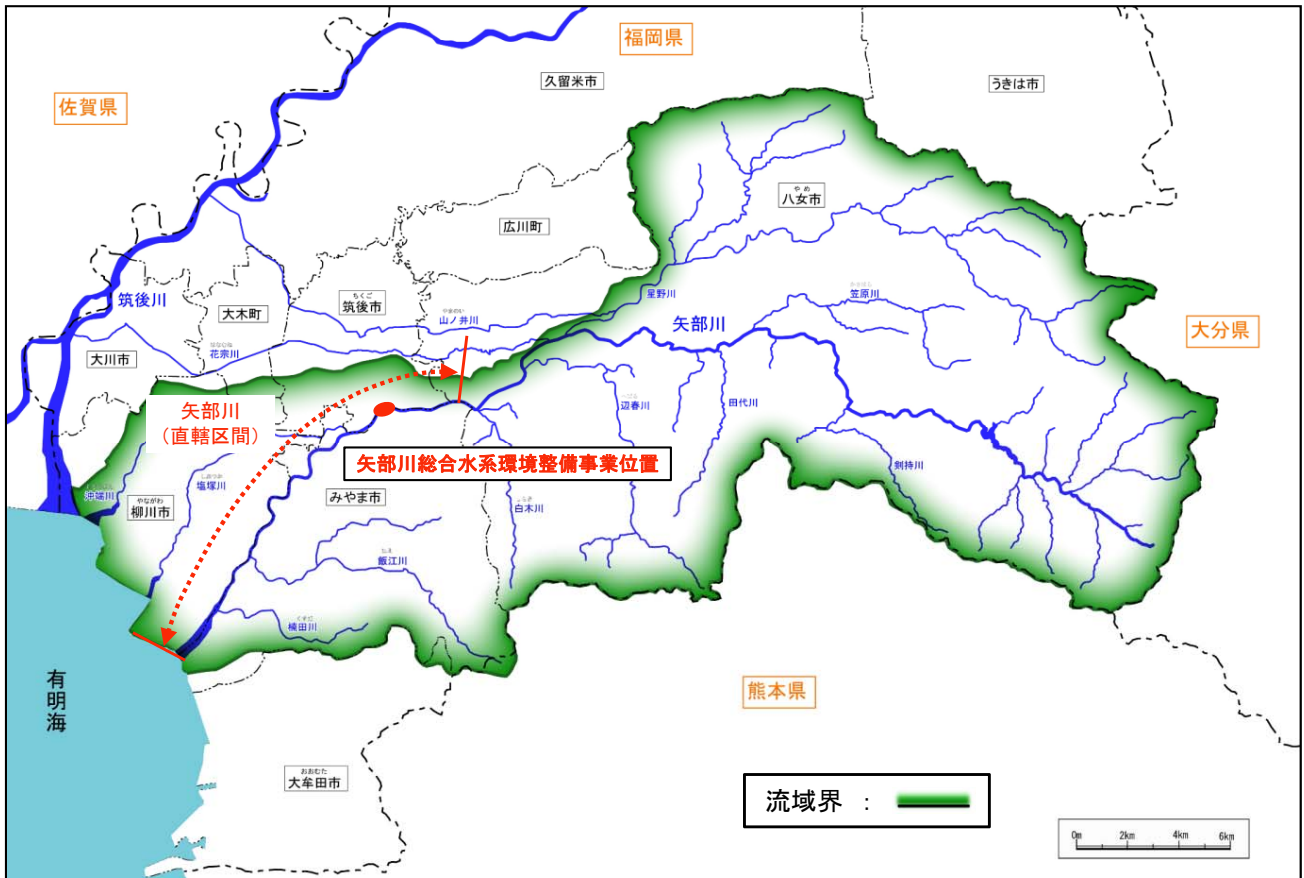 福岡県
久留米市
うきは市
佐賀県
やめ
八女市
広川町
筑後川
大木町
ちくご
筑後市
山ノ井川
星野川
笠原川
矢部川
大分県
大川市
花宗川
矢部川
(直轄区間)
辺春川
田代川
矢部川総合水系環境整備事業位置
剣持川
沖端川
やながわ
柳川市
塩塚川
みやま市
白木川
飯江川
楠田川
有明海
熊本県
おおむた
大牟田市
流域界 :
0m 2km 4km 6km